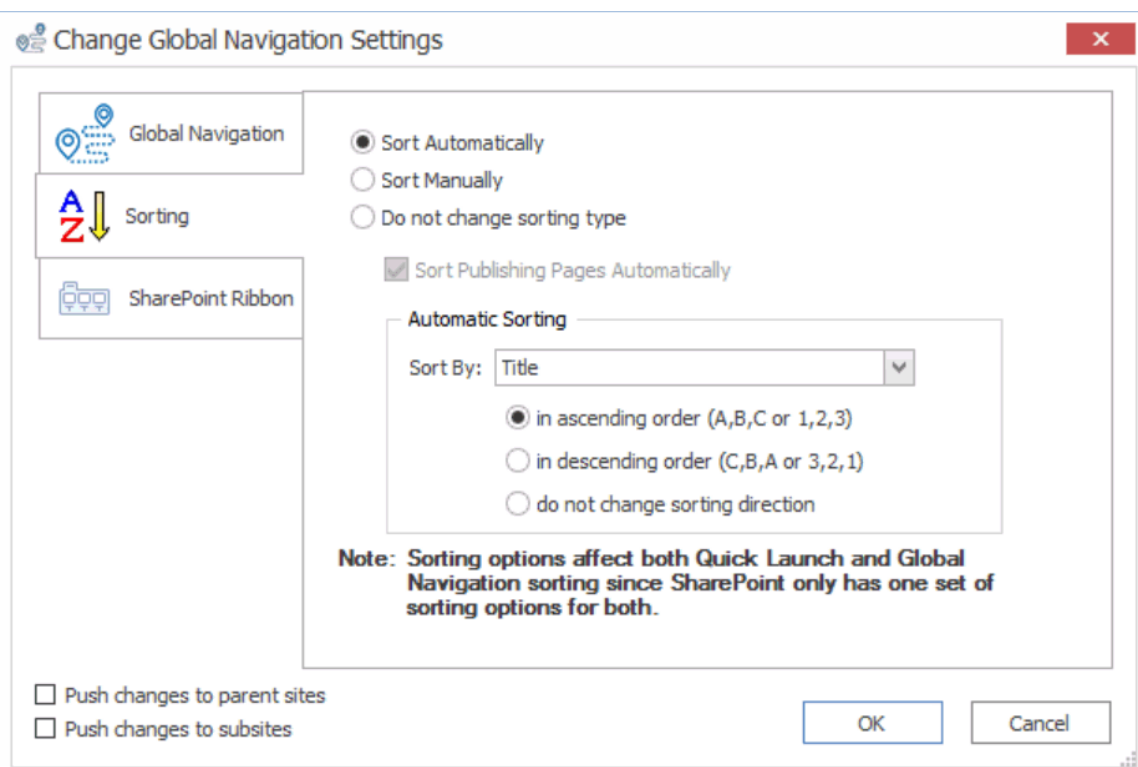 Change Global Navigation Settings
Global Navigation
Sorting
SharePoint Ribbon
Sort Automatically
Sort Manually
Do not change sorting type
Sort Publishing Pages Automatically
Automatic Sorting
Sort By: Title
in ascending order (A,B,C or 1,2,3)
in descending order (C,B,A or 3,2,1)
do not change sorting direction
Note: Sorting options affect both Quick Launch and Global
Navigation sorting since SharePoint only has one set of
sorting options for both.
Push changes to parent sites
Push changes to subsites
OK
Cancel